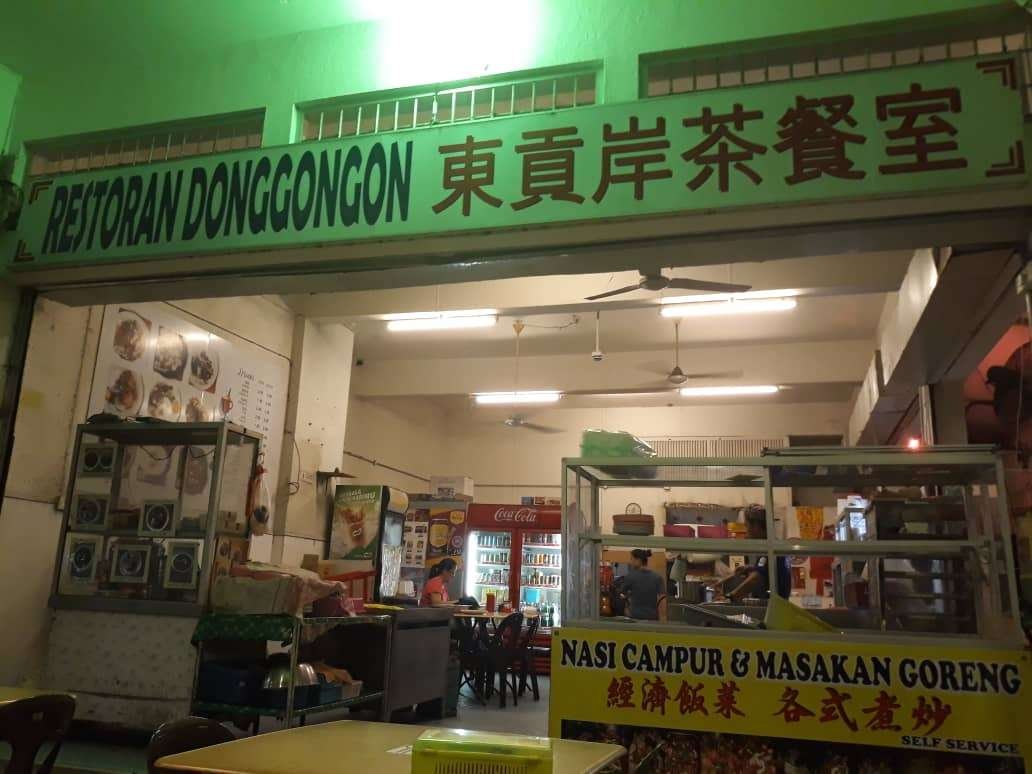 RESTORAN DONGGONGON 東貢岸茶餐室
Coca-Cola
NASI CAMPUR & MASAKAN GORENG
經濟飯菜 各式煮炒
SELF SERVICE